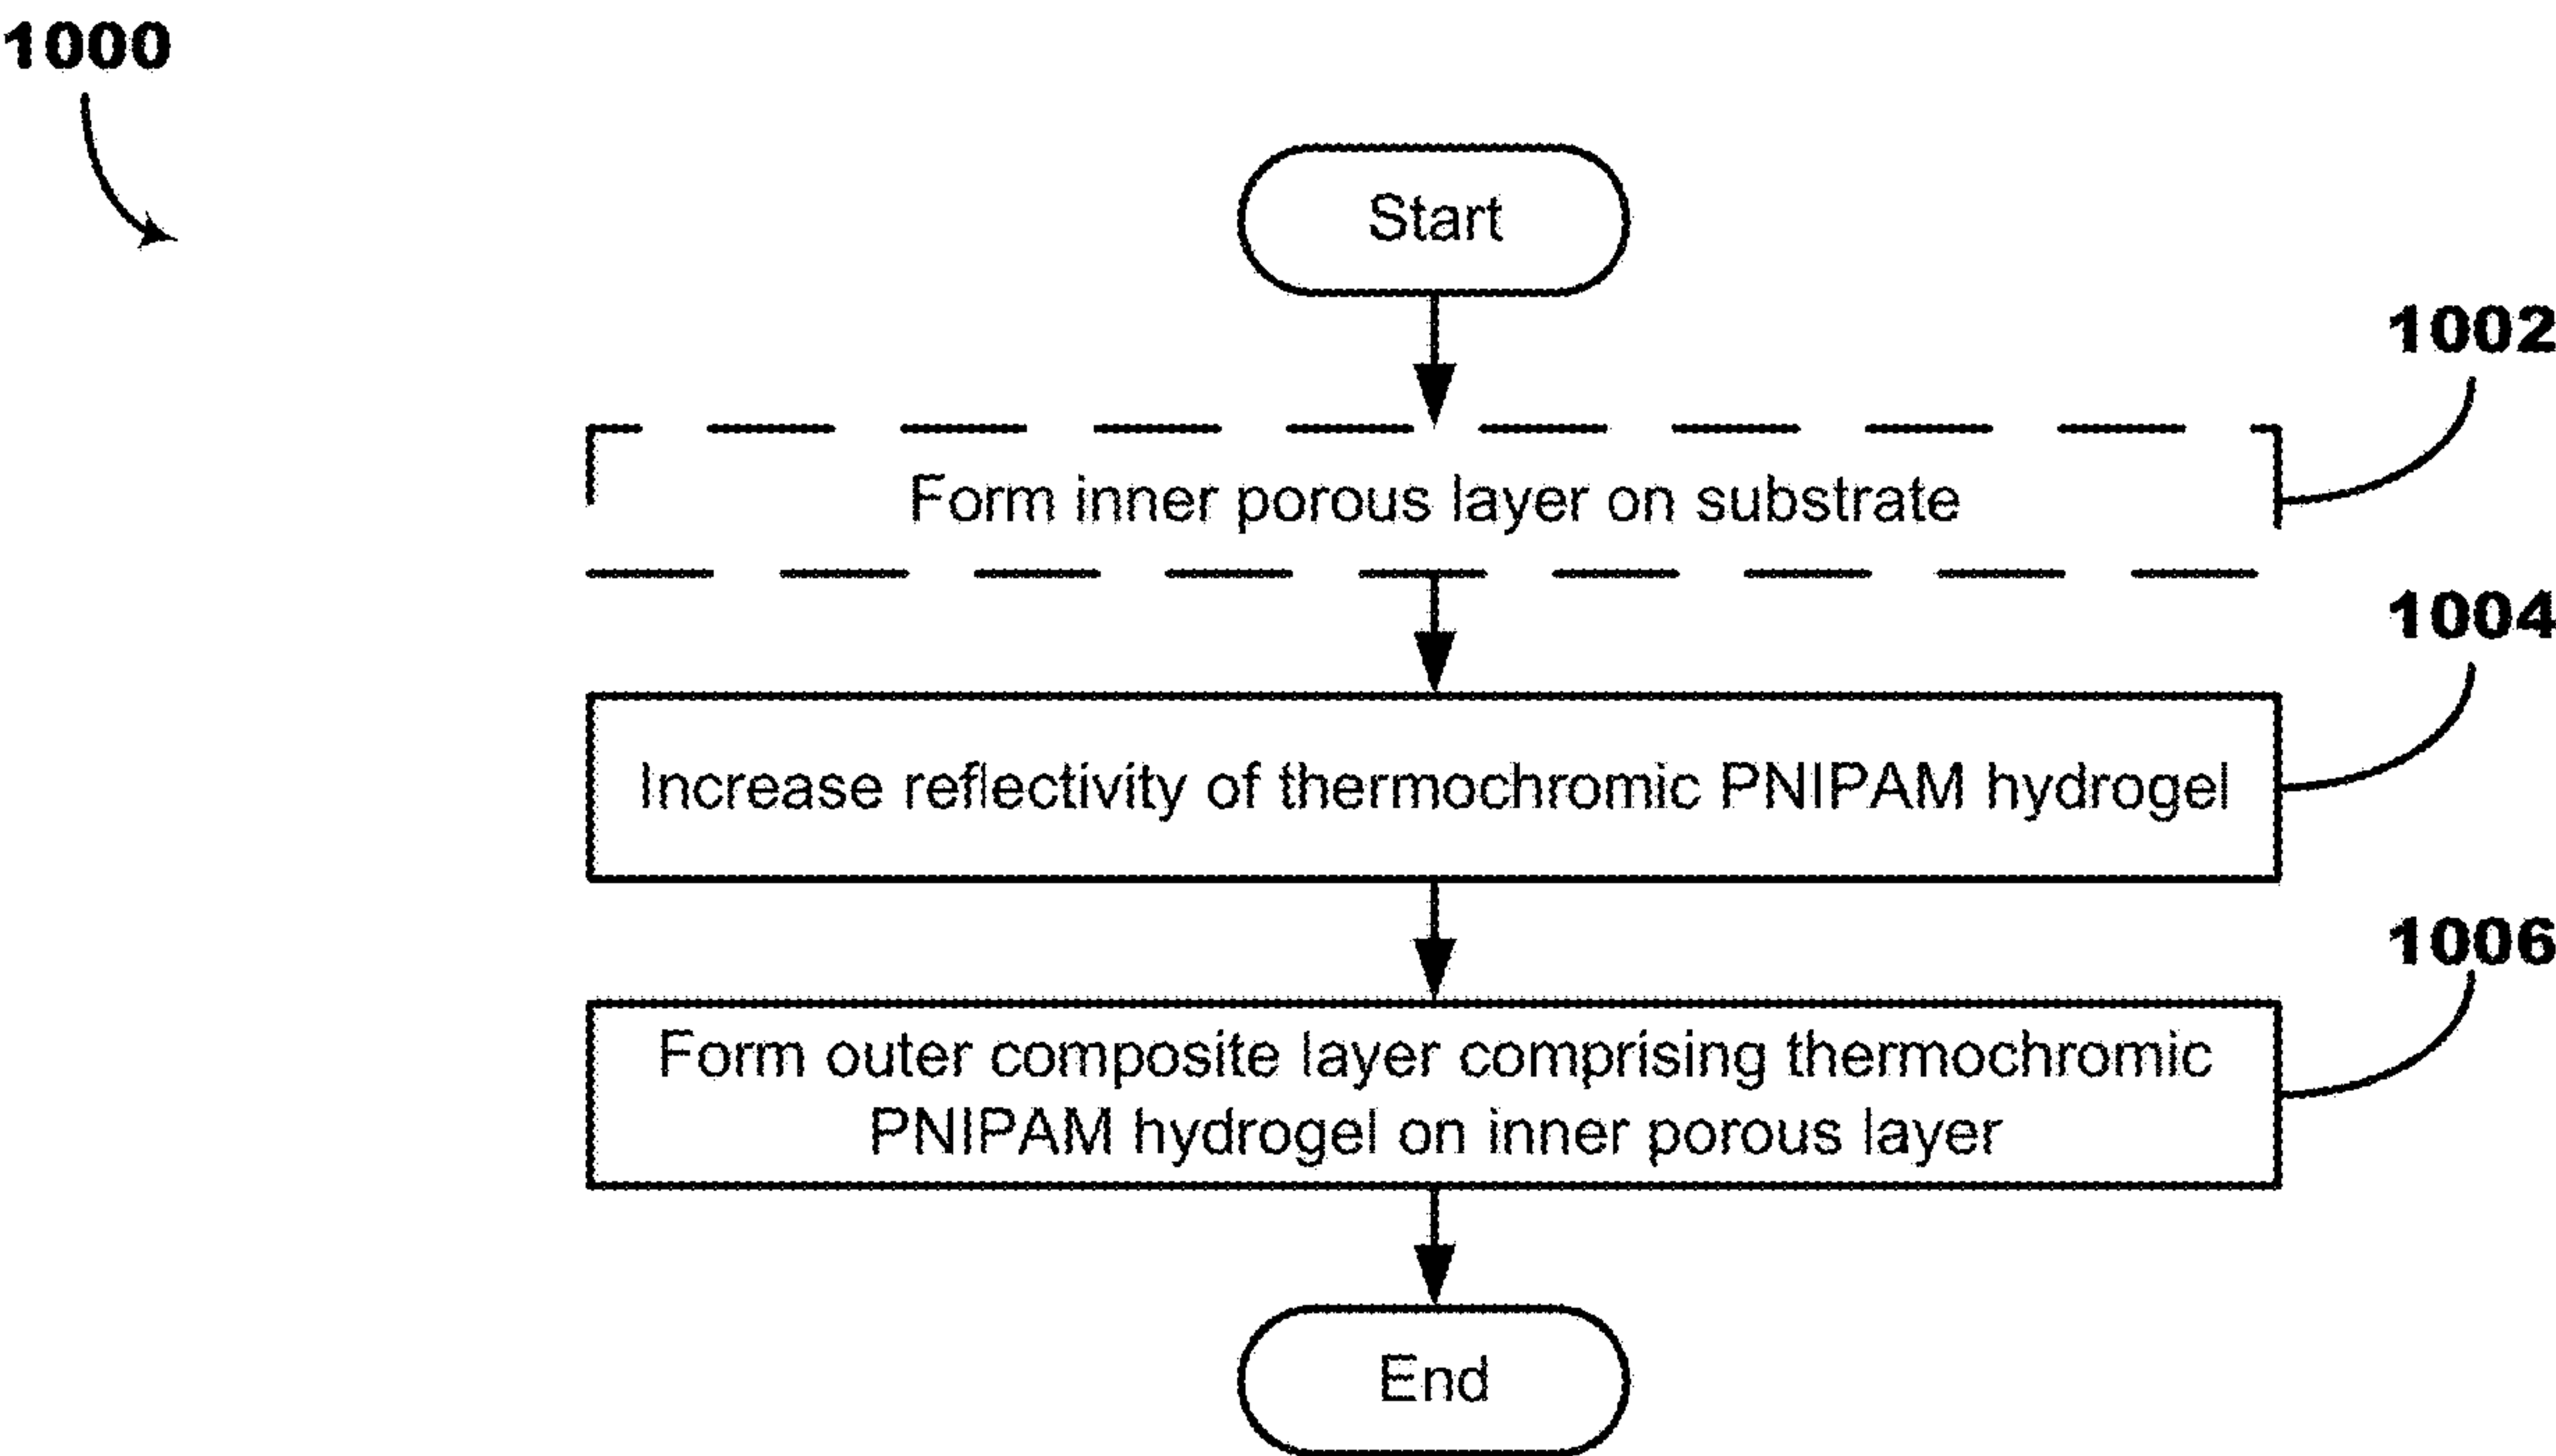 1000
Start
1002
Form inner porous layer on substrate
1004
Increase reflectivity of thermochromic PNIPAM hydrogel
1006
Form outer composite layer comprising thermochromic
PNIPAM hydrogel on inner porous layer
End